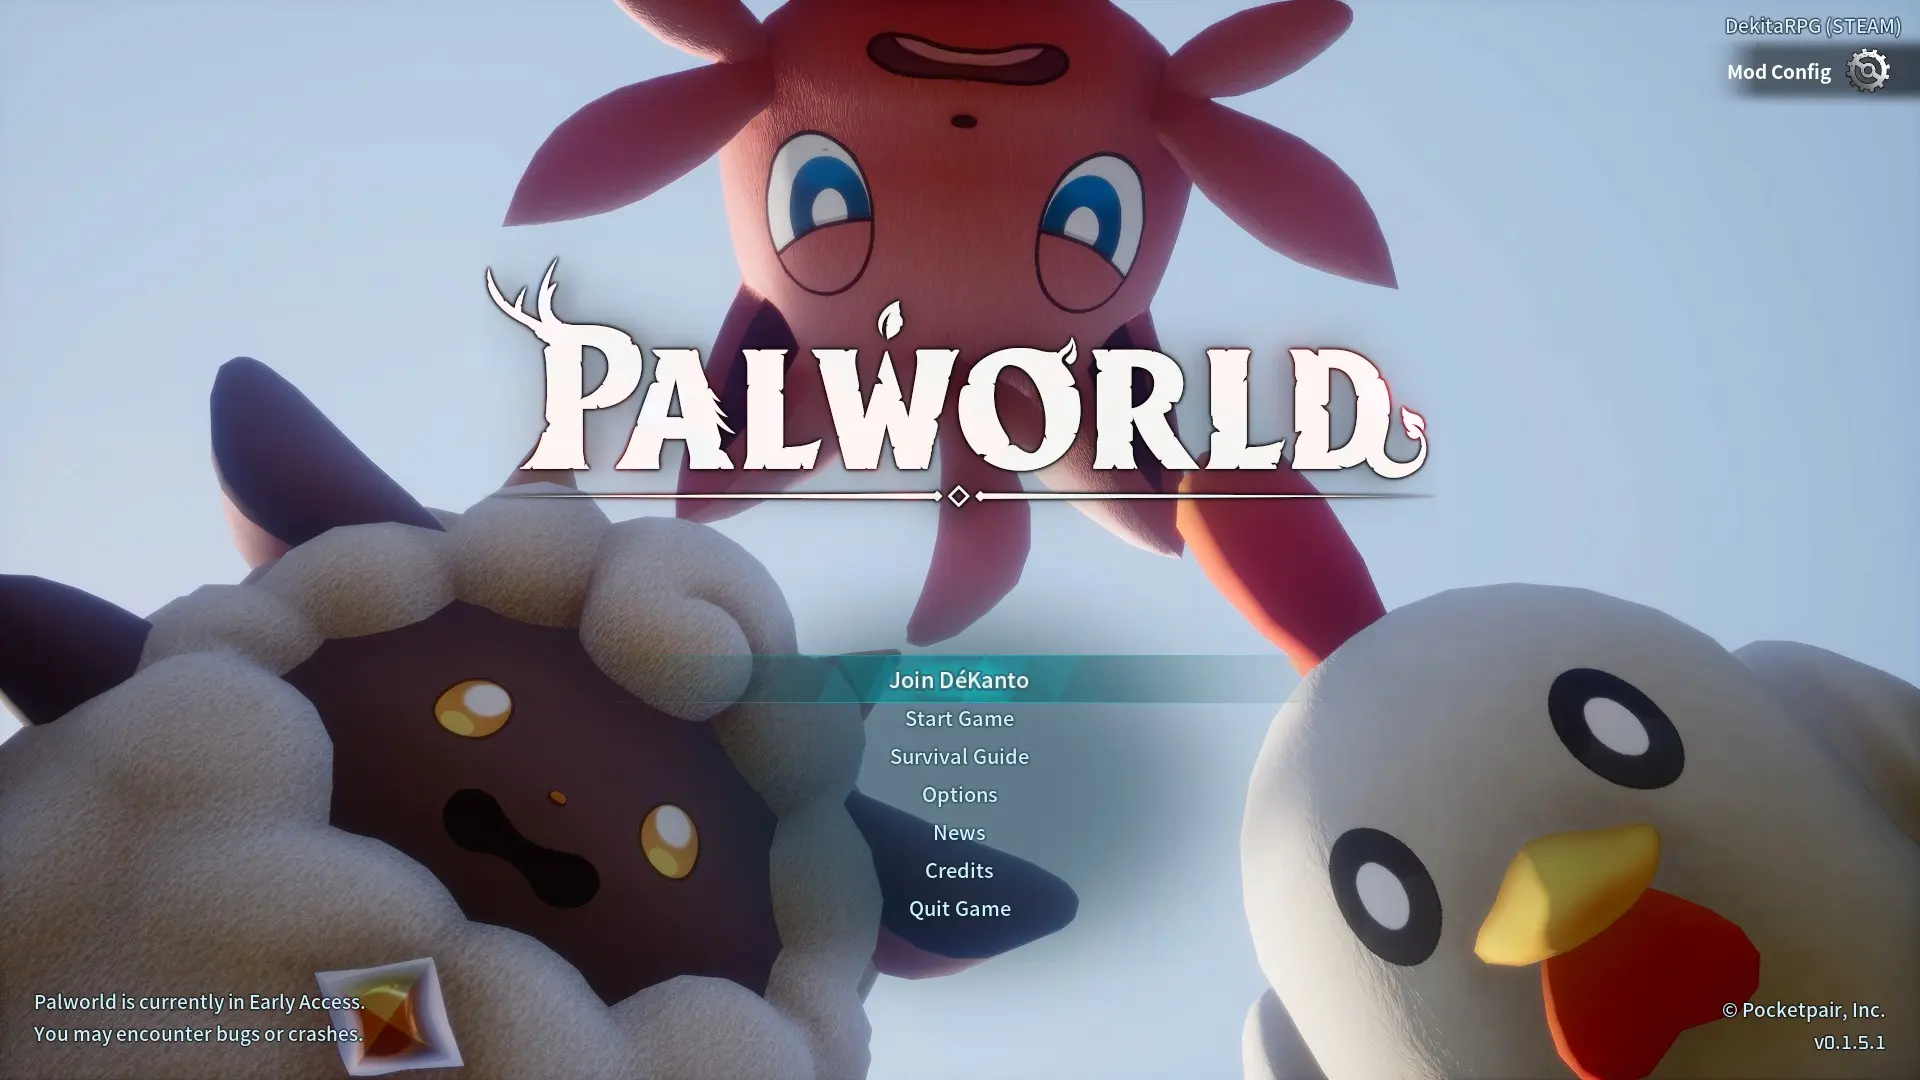 DekitaRPG (STEAM)
Mod Config
PALWORLD
Join DéKanto
Start Game
Survival Guide
Options
News
Credits
Quit Game
Palworld is currently in Early Access.
You may encounter bugs or crashes.
© Pocketpair, Inc.
v0.1.5.1